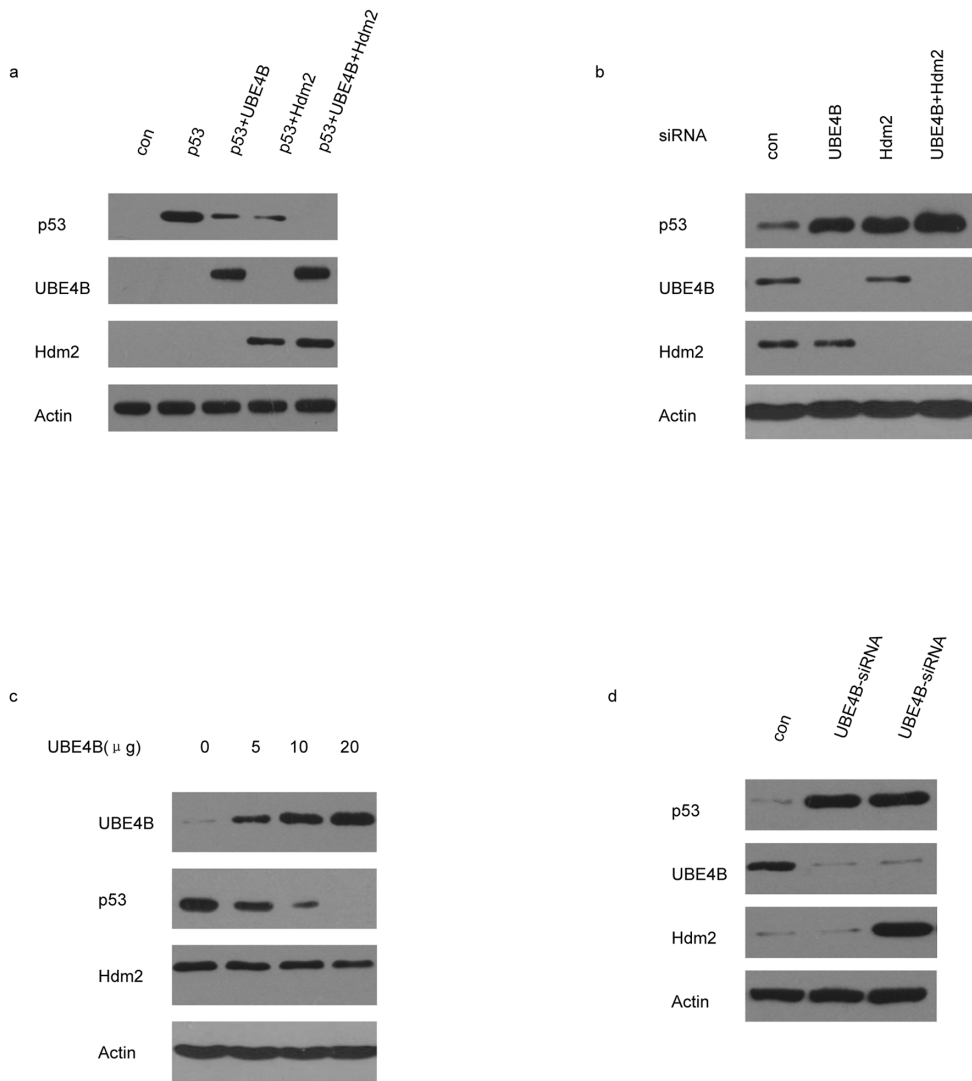 a
con
p53
p53+UBE4B
p53+Hdm2
p53+UBE4B+Hdm2
p53
UBE4B
Hdm2
Actin
b
siRNA
con
UBE4B
Hdm2
UBE4B+Hdm2
p53
UBE4B
Hdm2
Actin
c
UBE4B(μg) 0 5 10 20
UBE4B
p53
Hdm2
Actin
d
con
UBE4B-siRNA
UBE4B-siRNA
p53
UBE4B
Hdm2
Actin